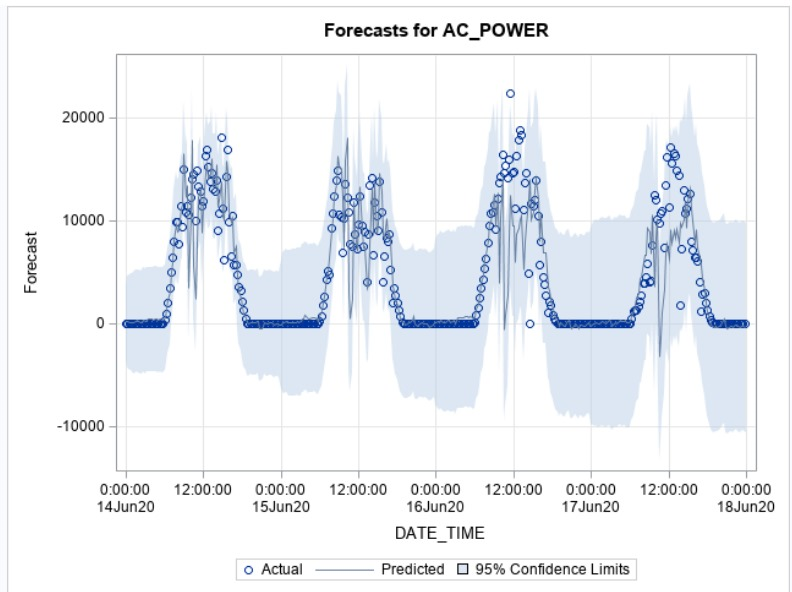 Forecasts for AC_POWER
Forecast
20000
10000
0
-10000
0:00:00 12:00:00 0:00:00 12:00:00 0:00:00 12:00:00 0:00:00 12:00:00 0:00:00
14Jun20 15Jun20 16Jun20 17Jun20 18Jun20
DATE_TIME
Actual Predicted 95% Confidence Limits